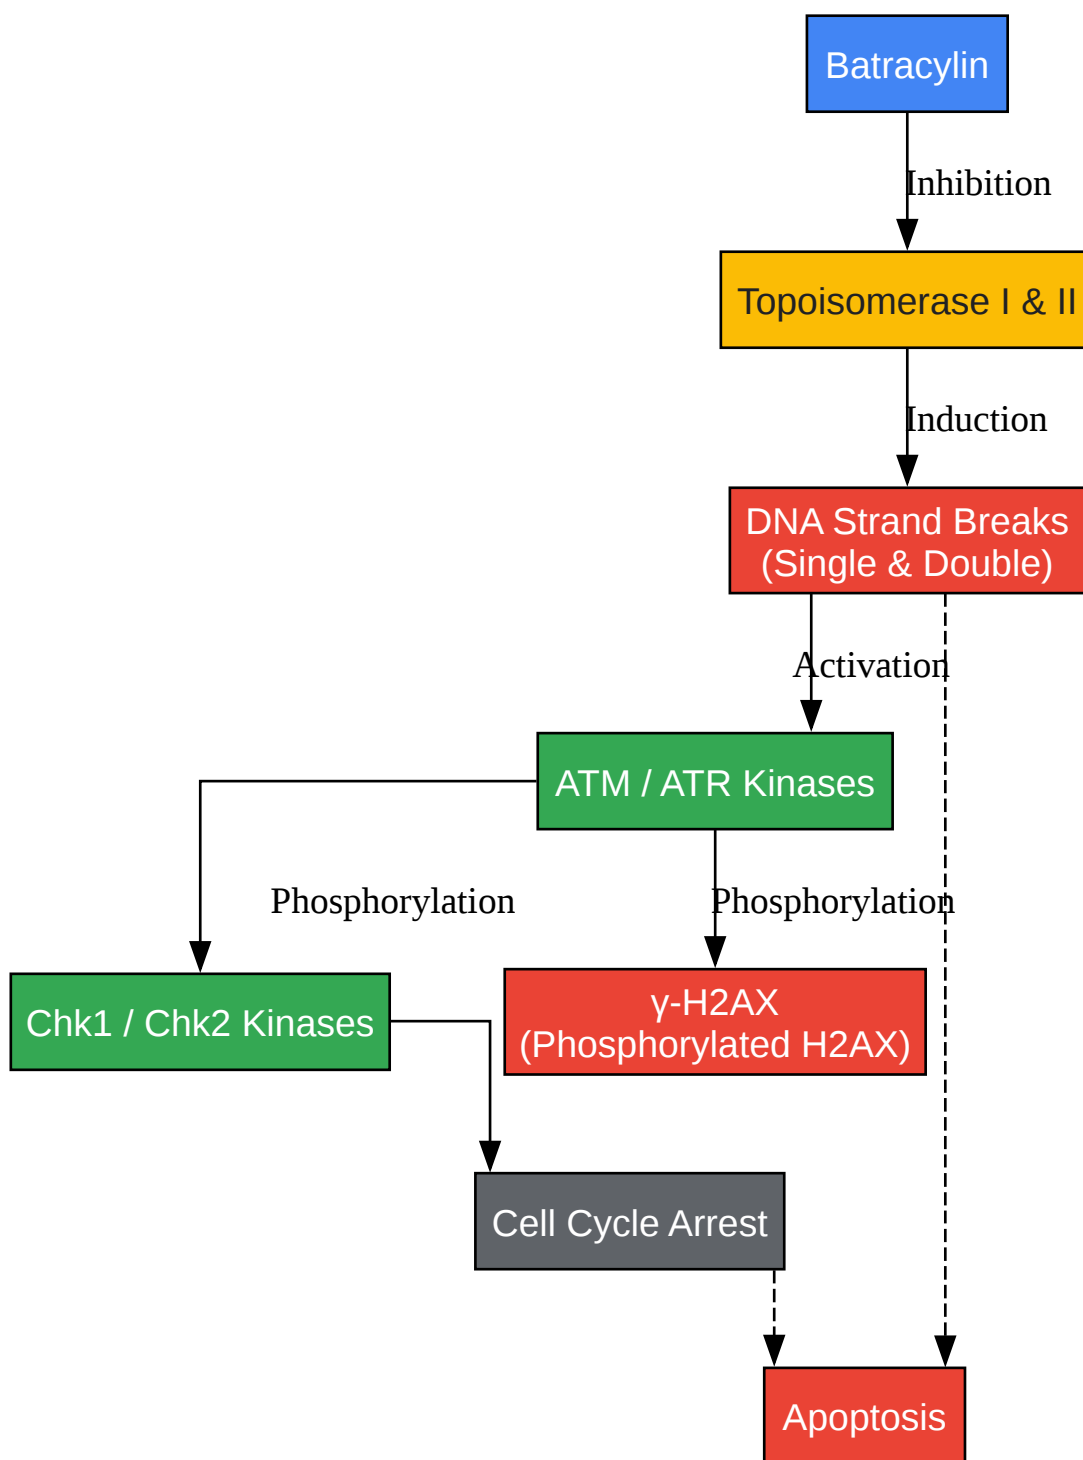 Batracylin
Inhibition
Topoisomerase I & II
Induction
DNA Strand Breaks
(Single & Double)
Activation
ATM / ATR Kinases
Phosphorylation
Phosphorylation
Chk1 / Chk2 Kinases
γ-H2AX
(Phosphorylated H2AX)
Cell Cycle Arrest
Apoptosis